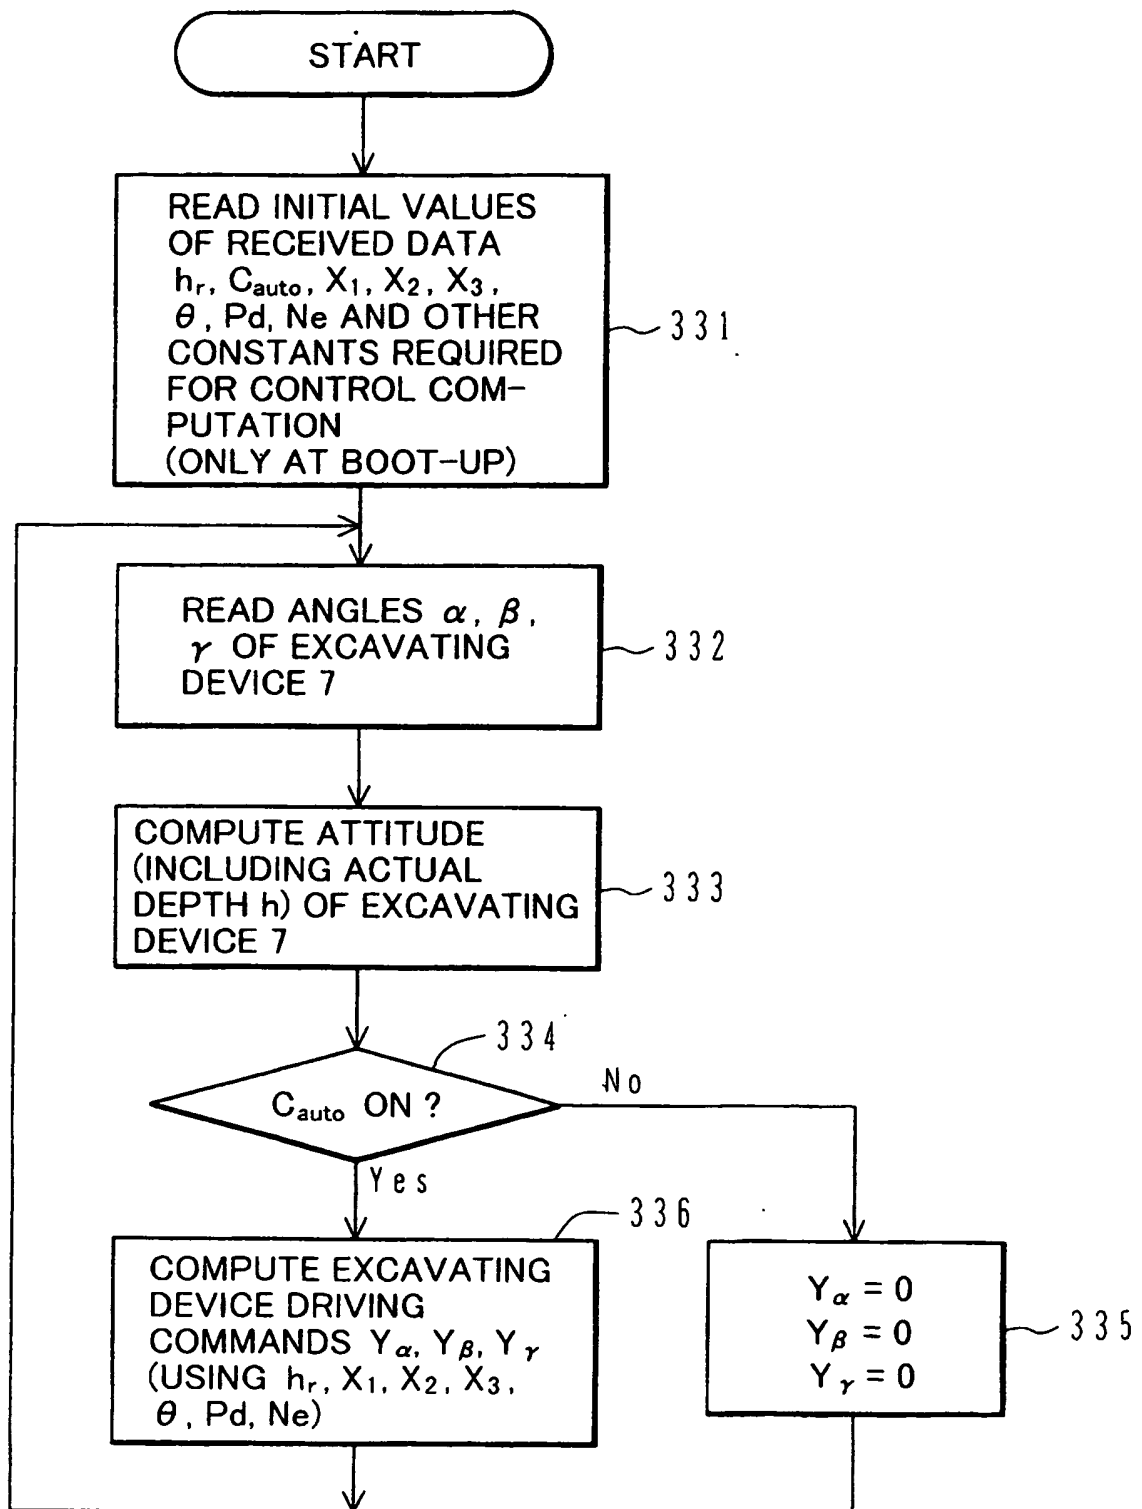 START
READ INITIAL VALUES
OF RECEIVED DATA
hr, Cauto, X1, X2, X3,
θ, Pd, Ne AND OTHER
CONSTANTS REQUIRED
FOR CONTROL COM-
PUTATION
(ONLY AT BOOT-UP)
331
READ ANGLES α, β,
γ OF EXCAVATING
DEVICE 7
332
COMPUTE ATTITUDE
(INCLUDING ACTUAL
DEPTH h) OF EXCAVATING
DEVICE 7
333
334
Cauto ON ?
No
Yes
336
COMPUTE EXCAVATING
DEVICE DRIVING
COMMANDS Yα, Yβ, Yγ
(USING hr, X1, X2, X3,
θ, Pd, Ne)
Yα = 0
Yβ = 0
Yγ = 0
335